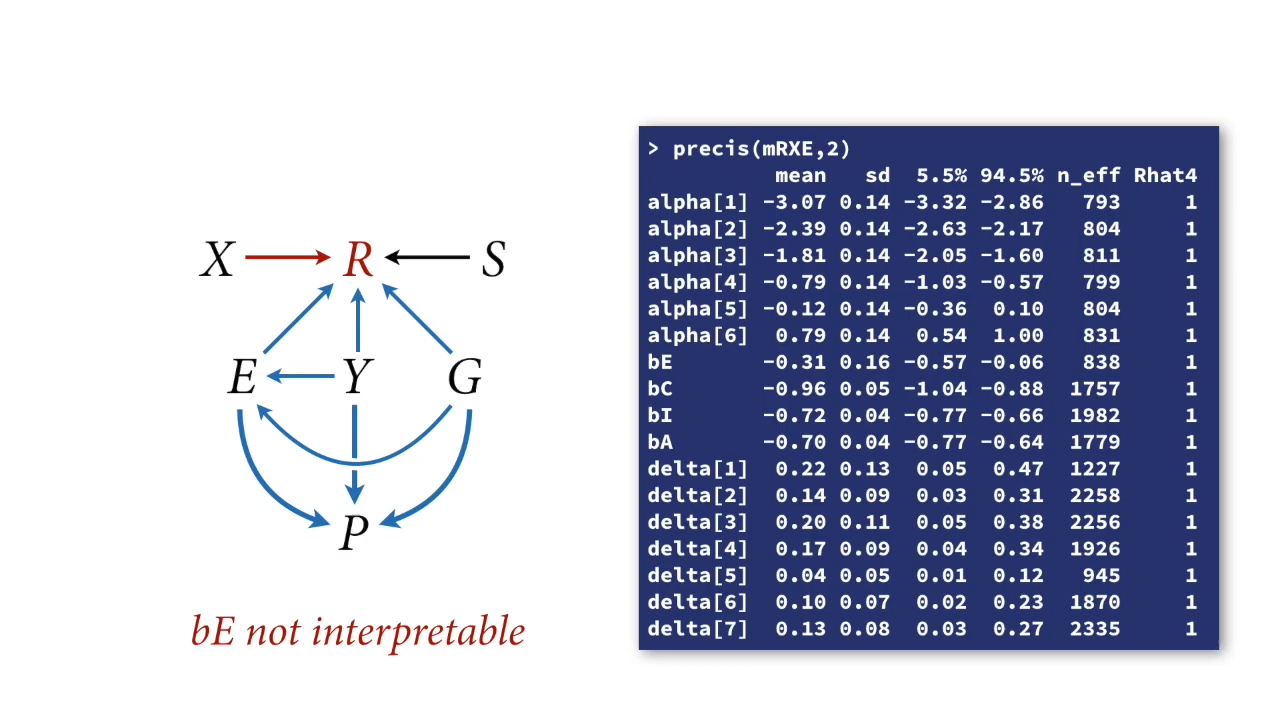 X R S
E Y G
P
bE not interpretable
> precis(mRXE,2)
mean sd 5.5% 94.5% n_eff Rhat4
alpha[1] −3.07 0.14 −3.32 −2.86 793 1
alpha[2] −2.39 0.14 −2.63 −2.17 804 1
alpha[3] −1.81 0.14 −2.05 −1.60 811 1
alpha[4] −0.79 0.14 −1.03 −0.57 799 1
alpha[5] −0.12 0.14 −0.36 0.10 804 1
alpha[6] 0.79 0.14 0.54 1.00 831 1
bE −0.31 0.16 −0.57 −0.06 838 1
bC −0.96 0.05 −1.04 −0.88 1757 1
bI −0.72 0.04 −0.77 −0.66 1982 1
bA −0.70 0.04 −0.77 −0.64 1779 1
delta[1] 0.22 0.13 0.05 0.47 1227 1
delta[2] 0.14 0.09 0.03 0.31 2258 1
delta[3] 0.20 0.11 0.05 0.38 2256 1
delta[4] 0.17 0.09 0.04 0.34 1926 1
delta[5] 0.04 0.05 0.01 0.12 945 1
delta[6] 0.10 0.07 0.02 0.23 1870 1
delta[7] 0.13 0.08 0.03 0.27 2335 1